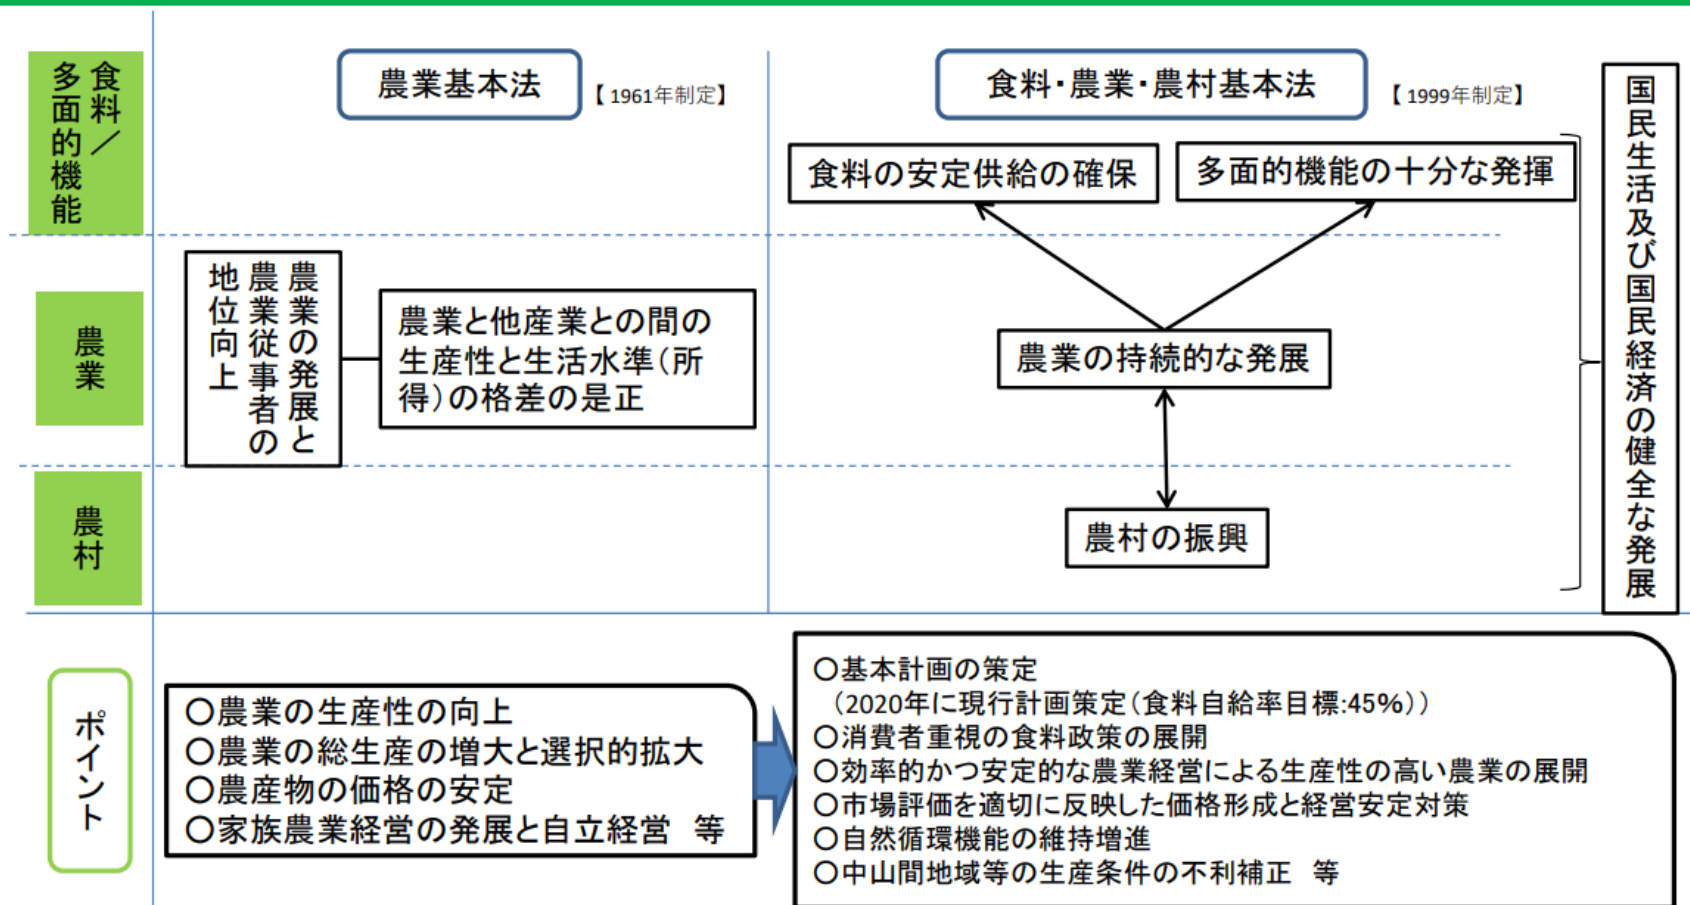 食料／
多面的機能
農業基本法
【 1961年制定】
食料・農業・農村基本法
【 1999年制定】
食料の安定供給の確保
多面的機能の十分な発揮
国民生活及び国民経済の健全な発展
農業
農業の発展と
農業従事者の
地位向上
農業と他産業との間の
生産性と生活水準（所
得）の格差の是正
農業の持続的な発展
農村
農村の振興
ポイント
〇農業の生産性の向上
〇農業の総生産の増大と選択的拡大
〇農産物の価格の安定
〇家族農業経営の発展と自立経営　等
〇基本計画の策定
（2020年に現行計画策定（食料自給率目標:45%））
〇消費者重視の食料政策の展開
〇効率的かつ安定的な農業経営による生産性の高い農業の展開
〇市場評価を適切に反映した価格形成と経営安定対策
〇自然循環機能の維持増進
〇中山間地域等の生産条件の不利補正　等